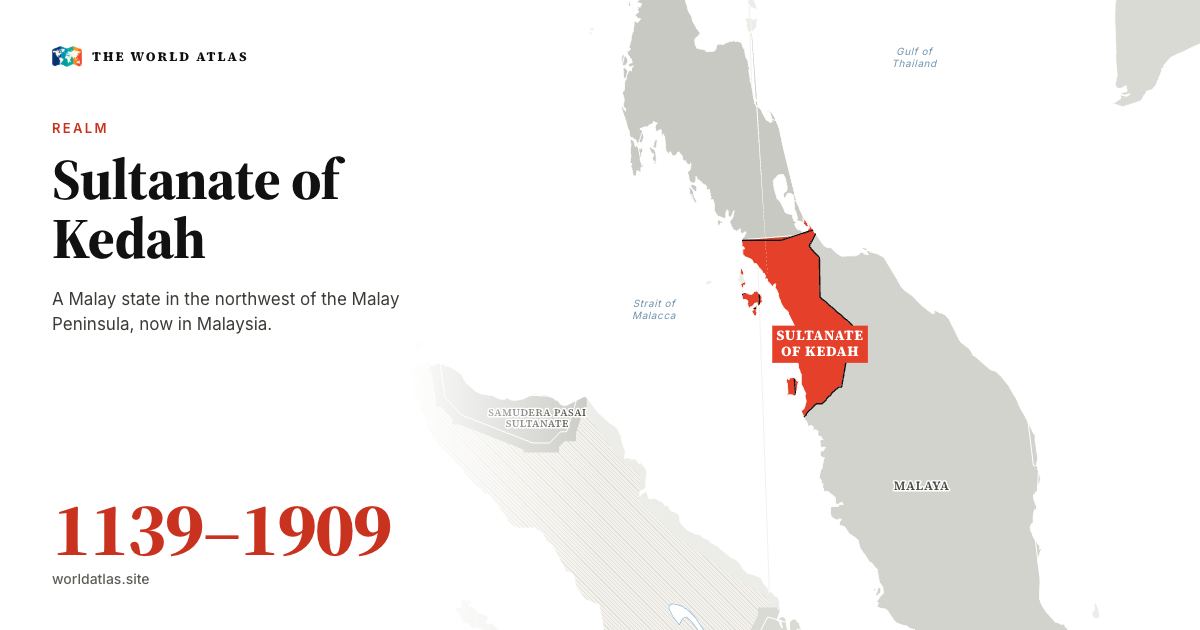 THE WORLD ATLAS
REALM
Sultanate of
Kedah
A Malay state in the northwest of the Malay
Peninsula, now in Malaysia.
1139–1909
worldatlas.site
Gulf of
Thailand
Strait of
Malacca
SULTANATE
OF KEDAH
SAMUDERA PASAI
SULTANATE
MALAYA